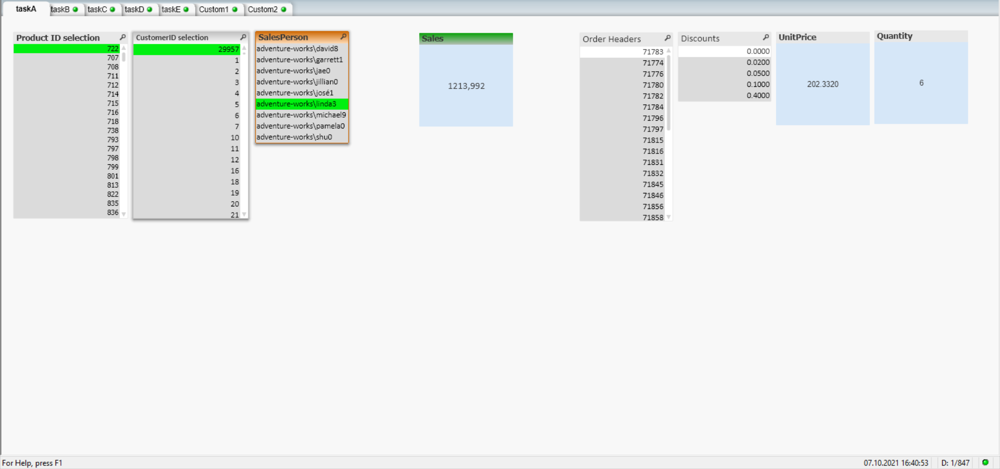 taskA taskB taskC taskD taskE Custom1 Custom2
Product ID selection
722
707
708
711
712
714
715
716
718
738
793
797
798
799
801
813
822
835
836
CustomerID selection
29957
1
2
3
4
5
6
7
10
11
12
16
18
19
20
21
SalesPerson
adventure-works\david8
adventure-works\garrett1
adventure-works\jae0
adventure-works\jillian0
adventure-works\josé1
adventure-works\linda3
adventure-works\michael9
adventure-works\pamela0
adventure-works\shu0
Sales
1213,992
Order Headers
71783
71774
71776
71780
71782
71784
71796
71797
71815
71816
71831
71832
71845
71846
71856
71858
Discounts
0.0000
0.0200
0.0500
0.1000
0.4000
UnitPrice
202.3320
Quantity
6
For Help, press F1
07.10.2021 16:40:53 D: 1/847